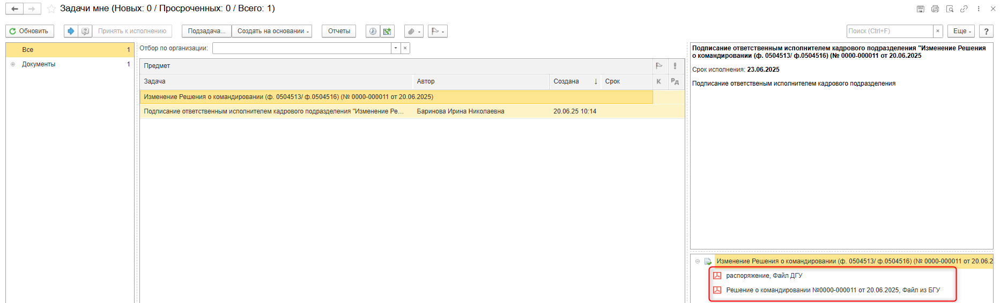 Задачи мне (Новых: 0 / Просроченных: 0 / Всего: 1)
Обновить
Принять к исполнению
Подзадача...
Создать на основании
Отчеты
Поиск (Ctrl+F)
×
Еще
?
Все 1
Документы 1
Отбор по организации:
Предмет
Задача Автор Создана ↓ Срок К Рд
Изменение Решения о командировании (ф. 0504513/ ф.0504516) (№ 0000-000011 от 20.06.2025)
Подписание ответственным исполнителем кадрового подразделения "Изменение Ре... Баринова Ирина Николаевна 20.06.25 10:14
Подписание ответственным исполнителем кадрового подразделения "Изменение Решения
о командировании (ф. 0504513/ ф.0504516) (№ 0000-000011 от 20.06.2025
Срок исполнения: 23.06.2025
Подписание ответственым исполнителем кадрового подразделения
Изменение Решения о командировании (ф. 0504513/ ф.0504516) (№ 0000-000011 от 20.06.2
распоряжение, Файл ДГУ
Решение о командировании №0000-000011 от 20.06.2025, Файл из БГУ